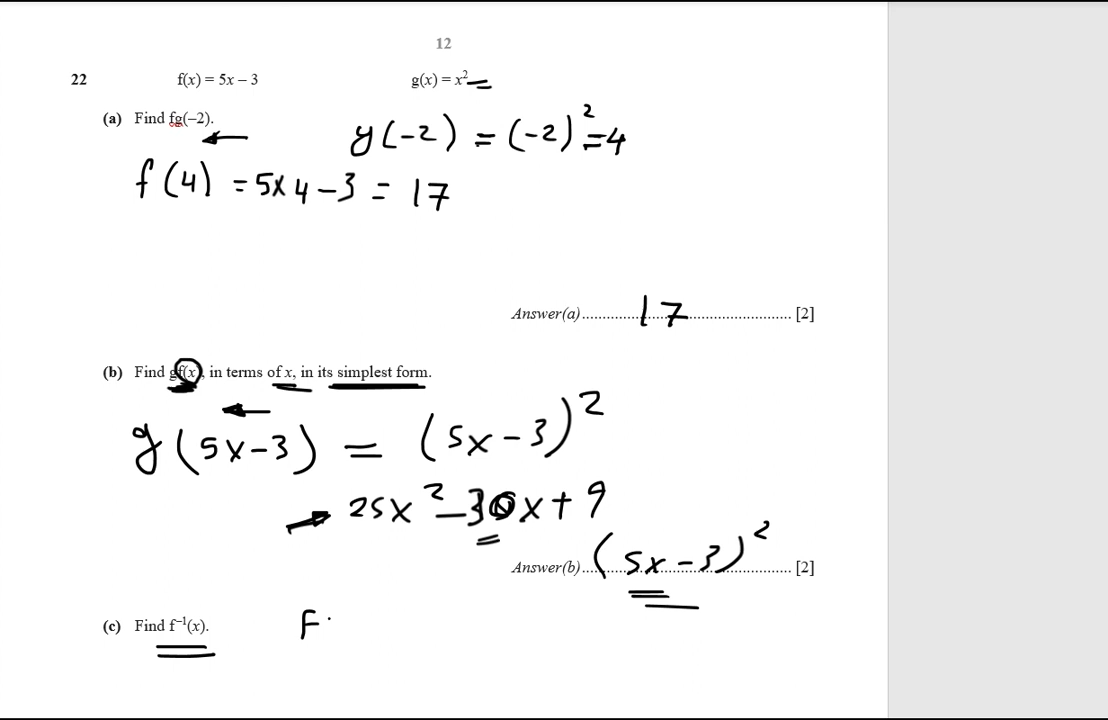 12
22 f(x) = 5x – 3 g(x) = x²
(a) Find fg(–2).
g(-2) = (-2)² = 4
f(4) = 5x4-3 = 17
Answer(a) 17 [2]
(b) Find gf(x), in terms of x, in its simplest form.
g(5x-3) = (5x-3)²
25x² - 30x + 9
Answer(b) (5x-3)² [2]
(c) Find f⁻¹(x). F